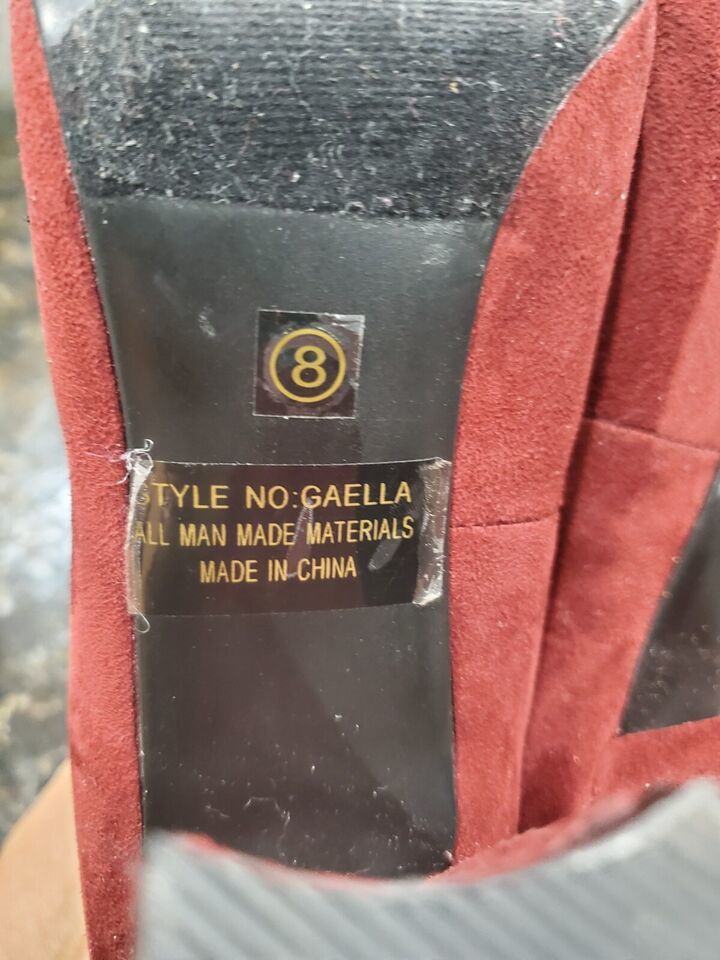 8
STYLE NO:GAELLA
ALL MAN MADE MATERIALS
MADE IN CHINA